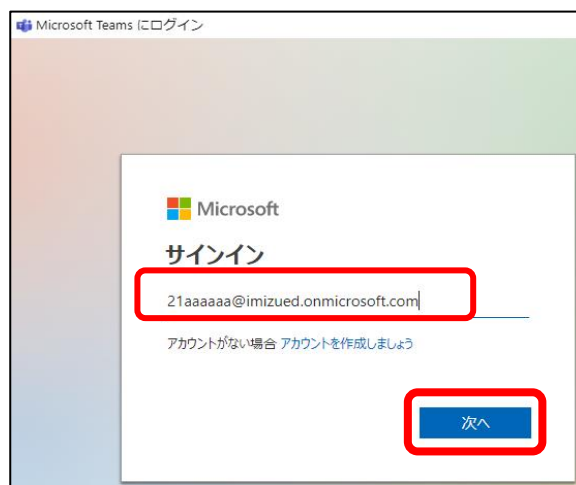 Microsoft Teams にログイン
Microsoft
サインイン
21aaaaaa@imizued.onmicrosoft.com
アカウントがない場合 アカウントを作成しましょう
次へ